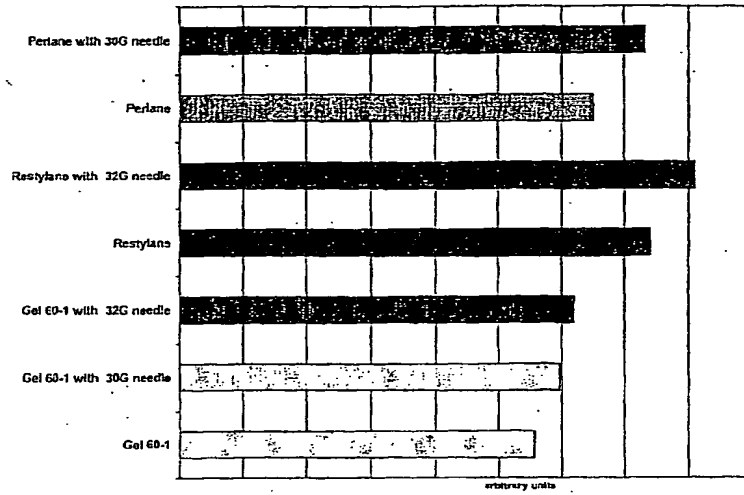 Perlane with 30G needle
Perlane
Restylane with 32G needle
Restylane
Gel 60-1 with 32G needle
Gel 60-1 with 30G needle
Gel 60-1
arbitrary units